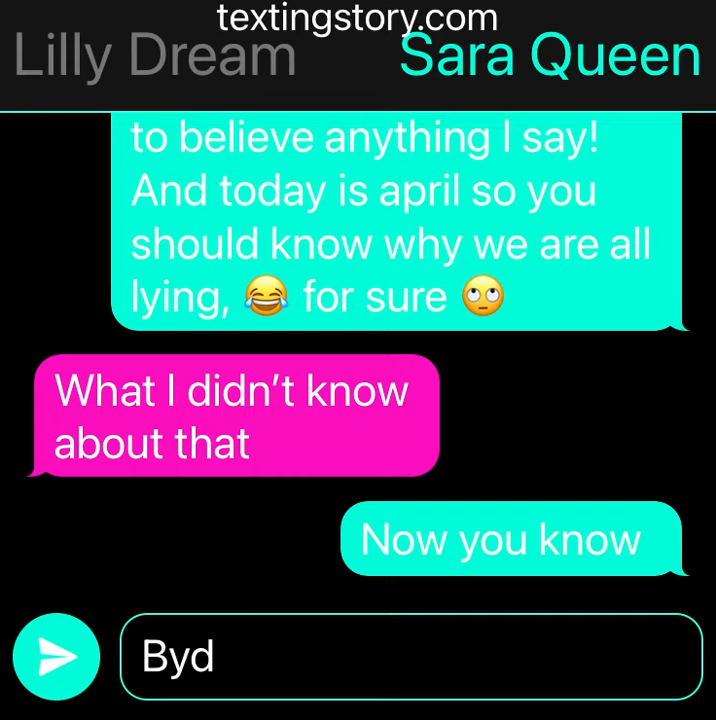 textingstory.com
Lilly Dream
Sara Queen
to believe anything I say!
And today is april so you
should know why we are all
lying, 😂 for sure 🙄
What I didn’t know
about that
Now you know
Byd